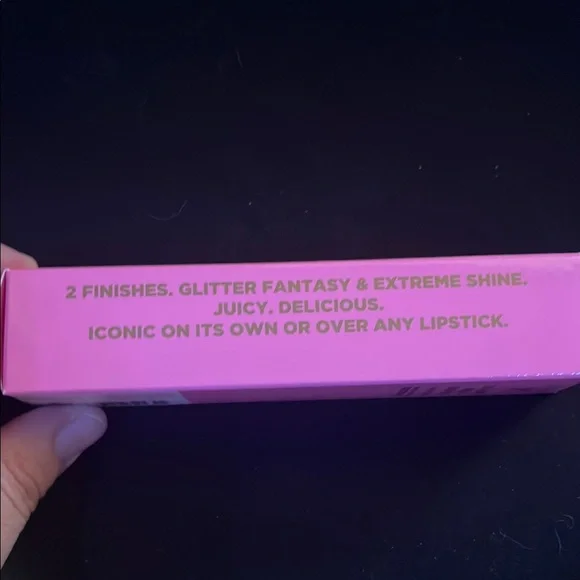 2 FINISHES. GLITTER FANTASY & EXTREME SHINE.
JUICY. DELICIOUS.
ICONIC ON ITS OWN OR OVER ANY LIPSTICK.